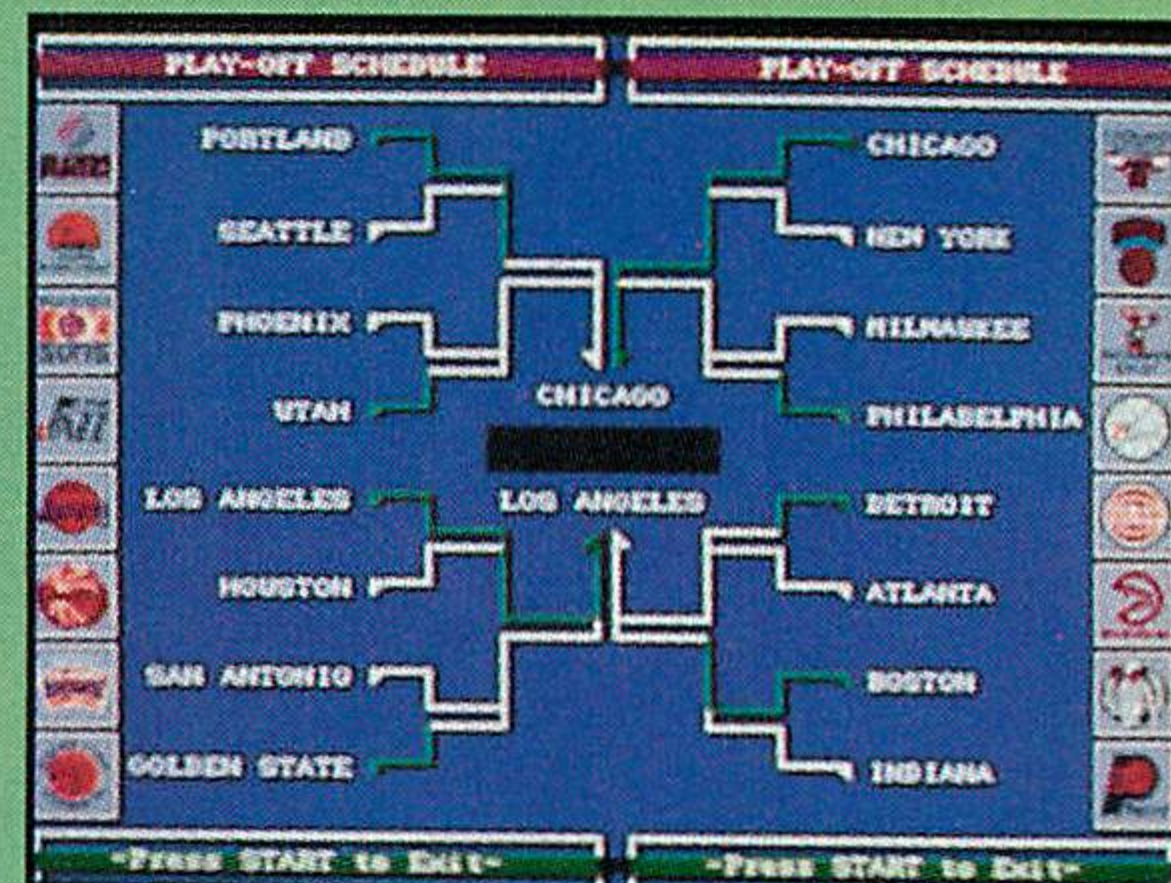 PLAY-OFF SCHEDULE PLAY-OFF SCHEDULE
PORTLAND CHICAGO
SEATTLE NEW YORK
PHOENIX MILWAUKEE
CHICAGO
UTAH PHILADELPHIA
LOS ANGELES LOS ANGELES DETROIT
HOUSTON ATLANTA
SAN ANTONIO BOSTON
GOLDEN STATE INDIANA
-Press START to Exit- -Press START to Exit-